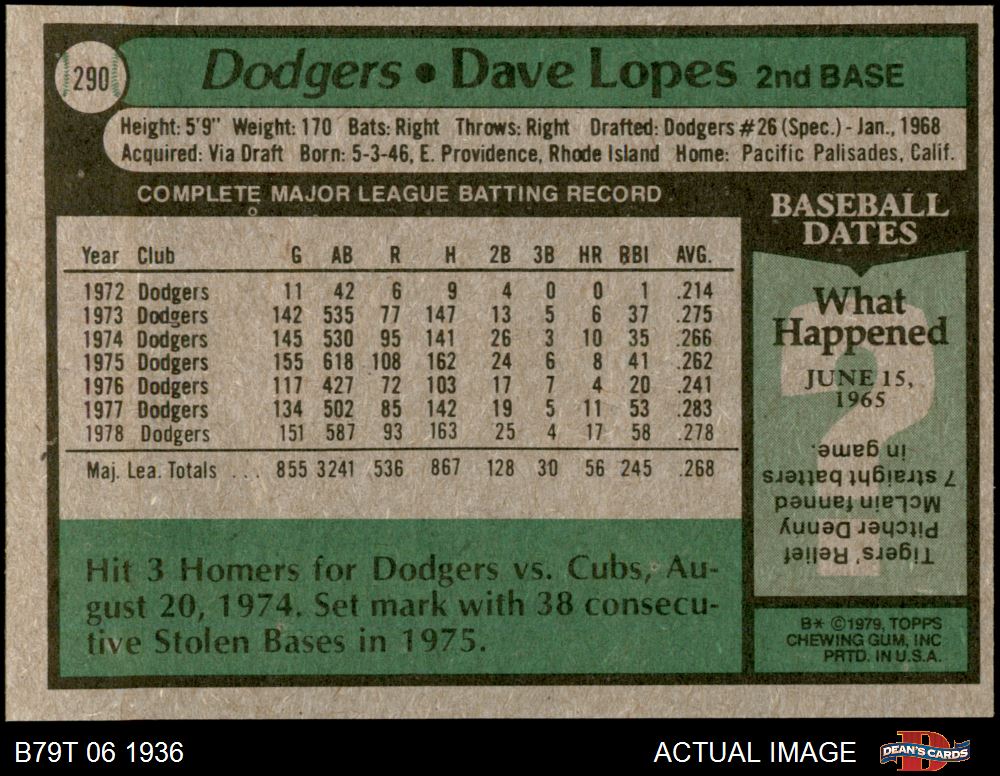 290
Dodgers • Dave Lopes 2nd BASE
Height: 5'9" Weight: 170 Bats: Right Throws: Right Drafted: Dodgers #26 (Spec.) - Jan., 1968
Acquired: Via Draft Born: 5-3-46, E. Providence, Rhode Island Home: Pacific Palisades, Calif.
COMPLETE MAJOR LEAGUE BATTING RECORD
Year Club G AB R H 2B 3B HR RBI AVG.
1972 Dodgers 11 42 6 9 4 0 0 1 .214
1973 Dodgers 142 535 77 147 13 5 6 37 .275
1974 Dodgers 145 530 95 141 26 3 10 35 .266
1975 Dodgers 155 618 108 162 24 6 8 41 .262
1976 Dodgers 117 427 72 103 17 7 4 20 .241
1977 Dodgers 134 502 85 142 19 5 11 53 .283
1978 Dodgers 151 587 93 163 25 4 17 58 .278
Maj. Lea. Totals ... 855 3241 536 867 128 30 56 245 .268
Hit 3 Homers for Dodgers vs. Cubs, Au-
gust 20, 1974. Set mark with 38 consecu-
tive Stolen Bases in 1975.
BASEBALL
DATES
What
Happened
JUNE 15,
1965
Tigers' Relief
Pitcher Denny
McLain fanned
7 straight batters
in game.
B* ©1979, TOPPS
CHEWING GUM, INC
PRTD. IN U.S.A.
B79T 06 1936
ACTUAL IMAGE
D
DEAN'S CARDS